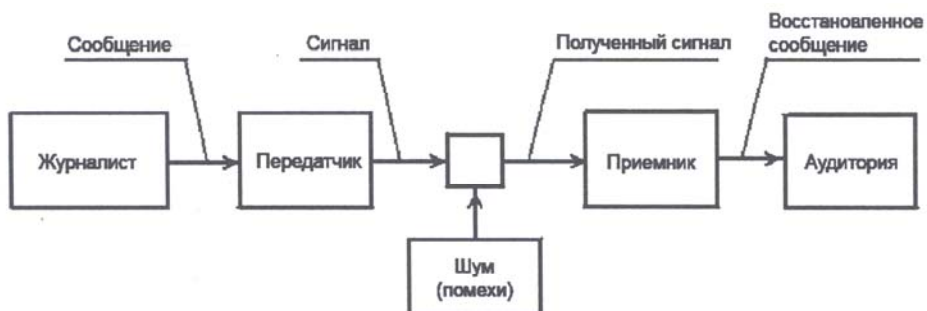 Сообщение
Сигнал
Полученный сигнал
Восстановленное
сообщение
Журналист
Передатчик
Приемник
Аудитория
Шум
(помехи)